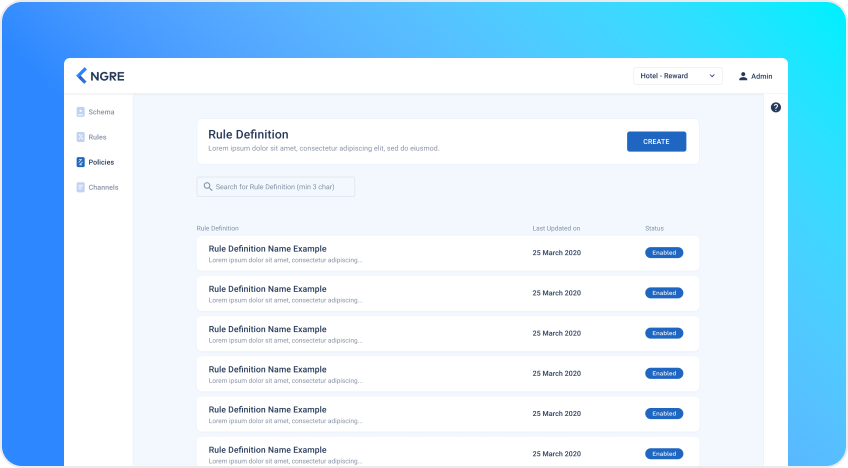 NGRE
Hotel - Reward
Admin
Schema
Rules
Policies
Channels
?
Rule Definition
Lorem ipsum dolor sit amet, consectetur adipiscing elit, sed do eiusmod.
CREATE
Search for Rule Definition (min 3 char)
Rule Definition Last Updated on Status
Rule Definition Name Example
Lorem ipsum dolor sit amet, consectetur adipiscing...
25 March 2020
Enabled
Rule Definition Name Example
Lorem ipsum dolor sit amet, consectetur adipiscing...
25 March 2020
Enabled
Rule Definition Name Example
Lorem ipsum dolor sit amet, consectetur adipiscing...
25 March 2020
Enabled
Rule Definition Name Example
Lorem ipsum dolor sit amet, consectetur adipiscing...
25 March 2020
Enabled
Rule Definition Name Example
Lorem ipsum dolor sit amet, consectetur adipiscing...
25 March 2020
Enabled
Rule Definition Name Example
Lorem ipsum dolor sit amet, consectetur adipiscing...
25 March 2020
Enabled